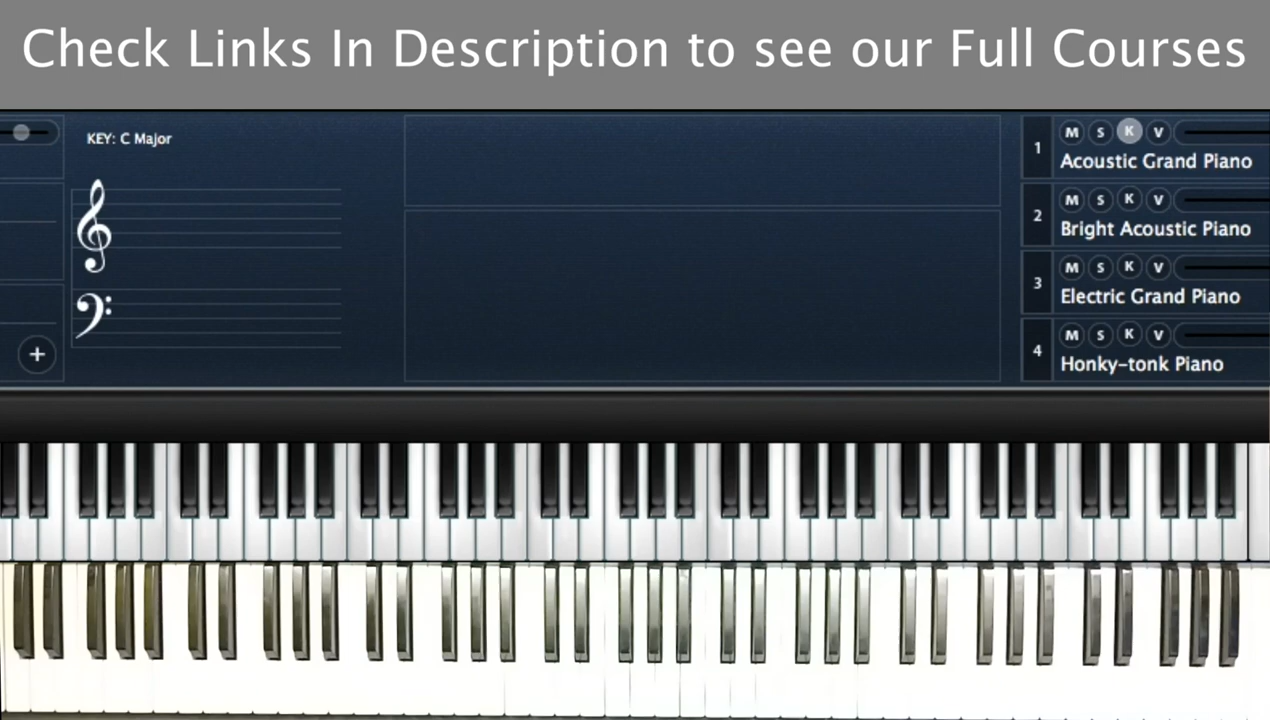 Check Links In Description to see our Full Courses
KEY: C Major
1
M S K V
Acoustic Grand Piano
2
M S K V
Bright Acoustic Piano
3
M S K V
Electric Grand Piano
4
M S K V
Honky-tonk Piano
+